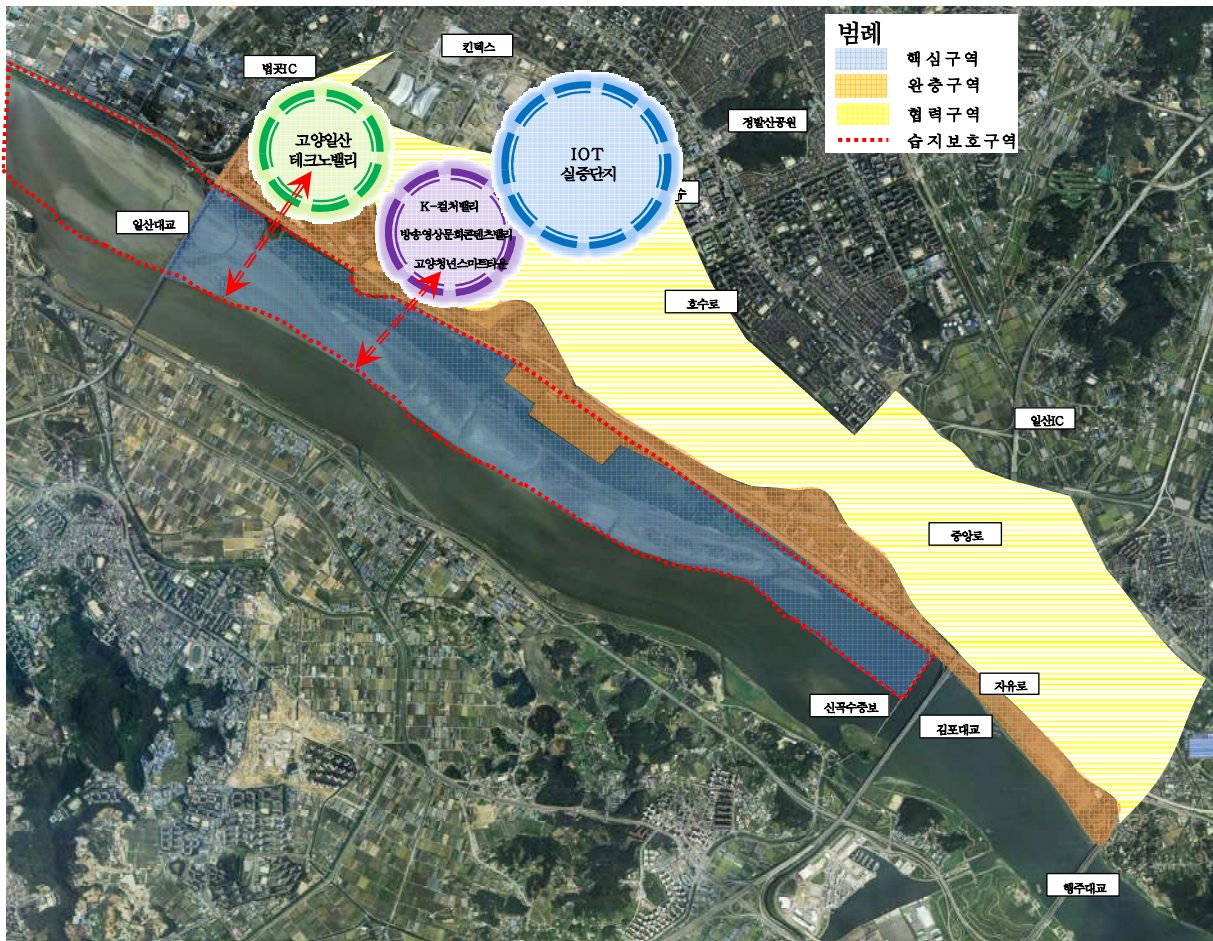 범례
핵심구역
완충구역
협력구역
습지보호구역
킨텍스
법곳IC
정발산공원
고양일산
테크노밸리
IOT
실증단지
K-컬처밸리
방송영상문화콘텐츠밸리
고양청년스마트타운
수
일산대교
호수로
일산IC
중앙로
자유로
신곡수중보
김포대교
행주대교